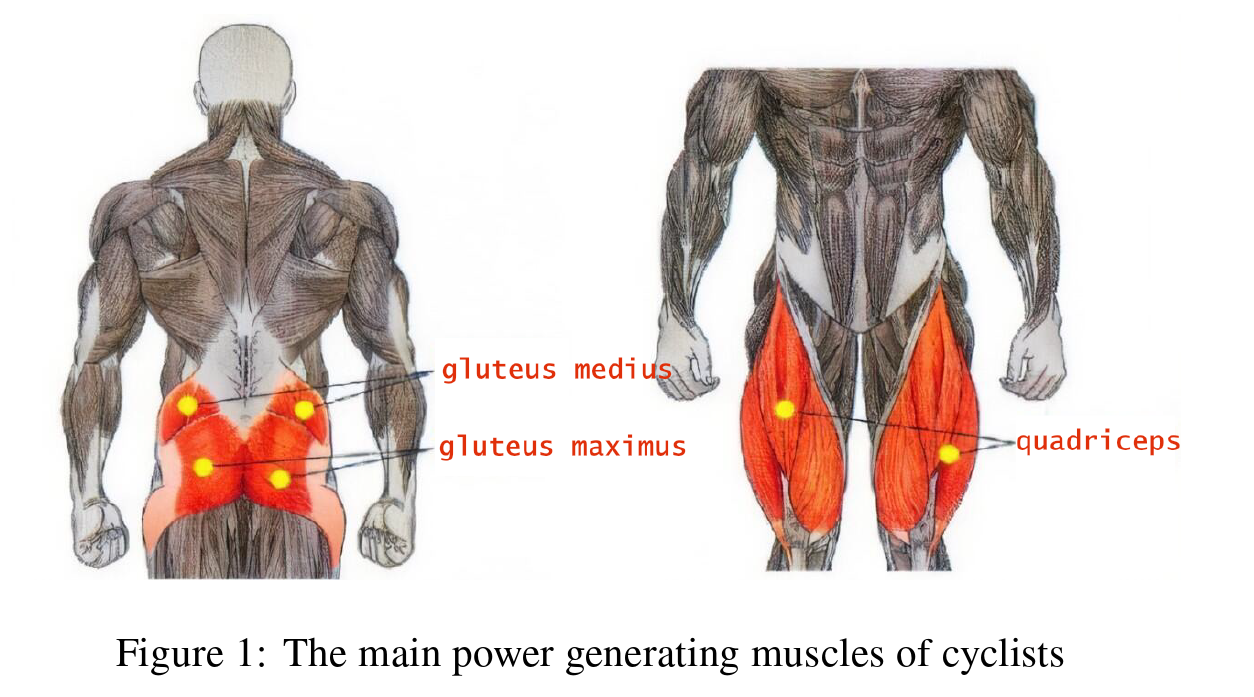 gluteus medius
gluteus maximus
quadriceps
Figure 1: The main power generating muscles of cyclists